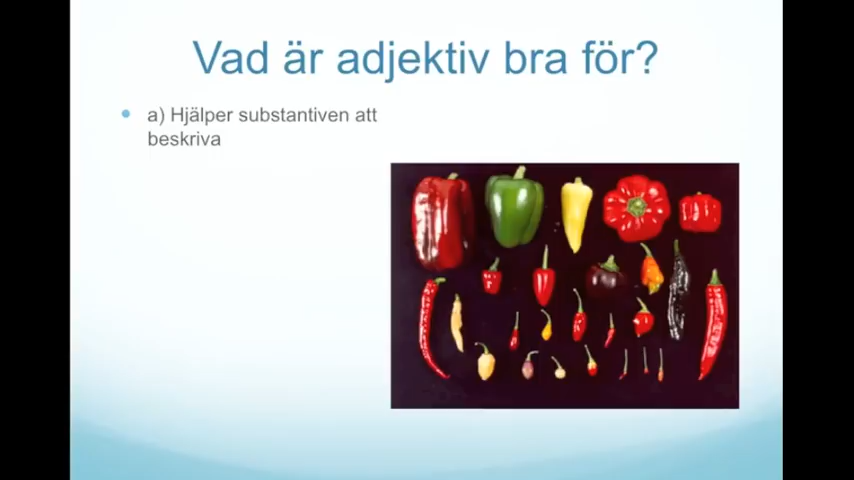 Vad är adjektiv bra för?
• a) Hjälper substantiven att
beskriva